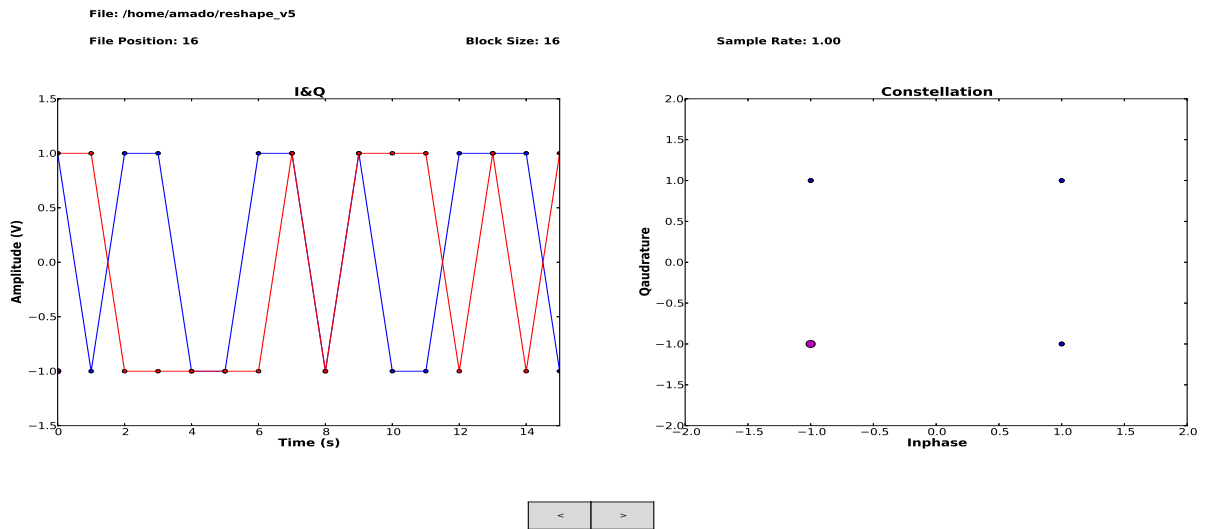 File: /home/amado/reshape_v5
File Position: 16 Block Size: 16 Sample Rate: 1.00
I&Q
1.5
1.0
0.5
0.0
−0.5
−1.0
−1.5
Amplitude (V)
0 2 4 6 8 10 12 14
Time (s)
Constellation
2.0
1.5
1.0
0.5
0.0
−0.5
−1.0
−1.5
−2.0
Qaudrature
−2.0 −1.5 −1.0 −0.5 0.0 0.5 1.0 1.5 2.0
Inphase
< >